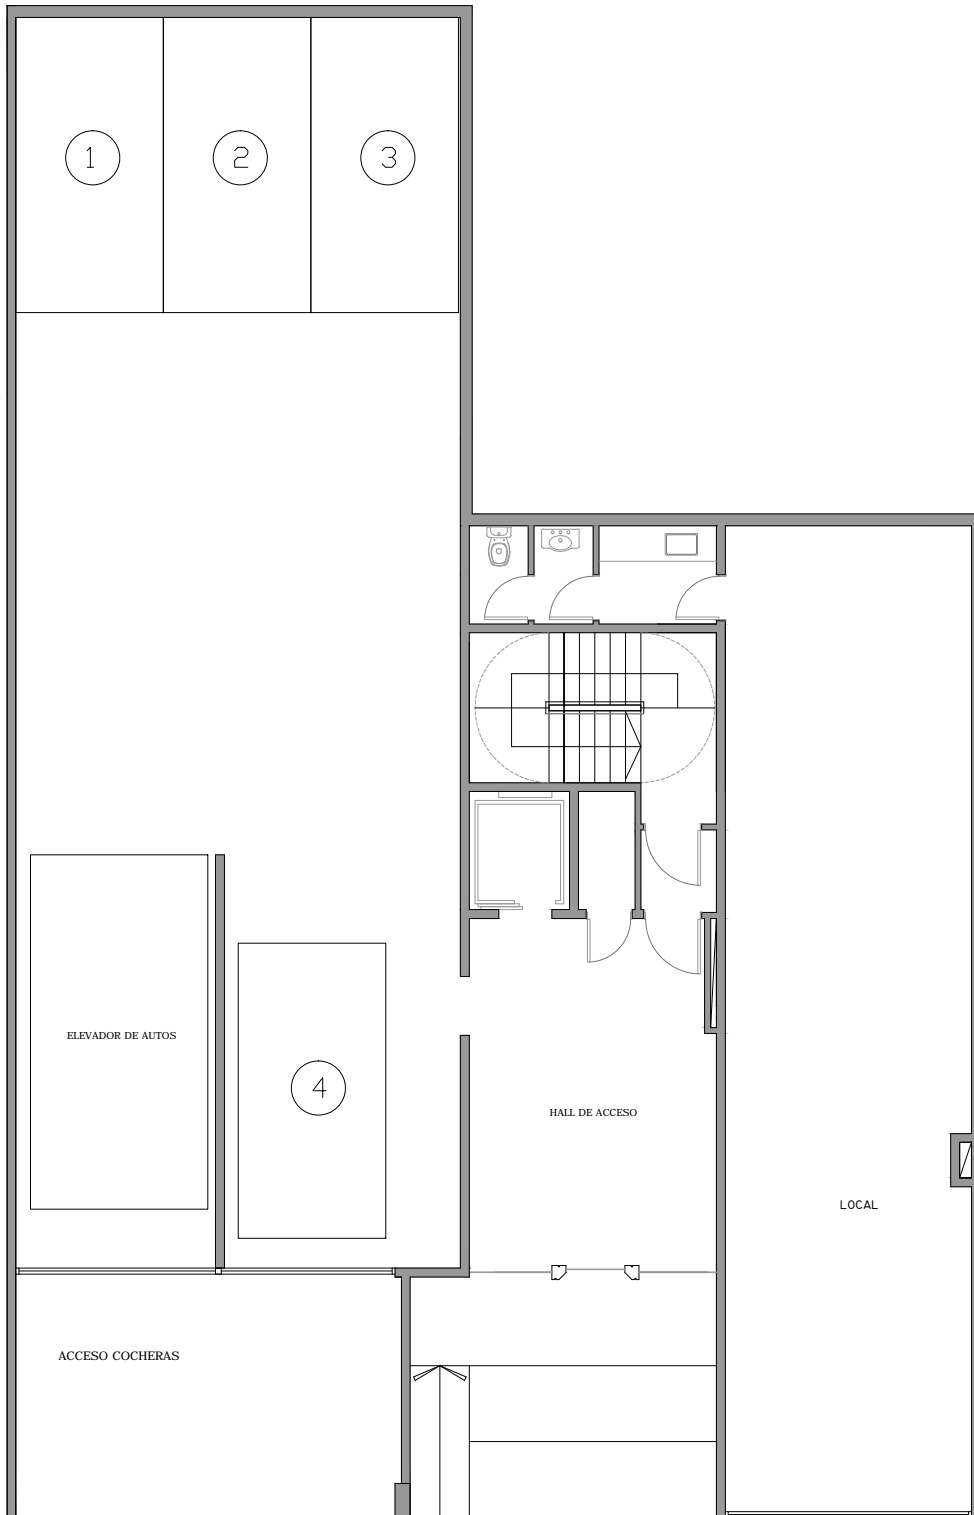 1
2
3
ELEVADOR DE AUTOS
4
HALL DE ACCESO
LOCAL
ACCESO COCHERAS